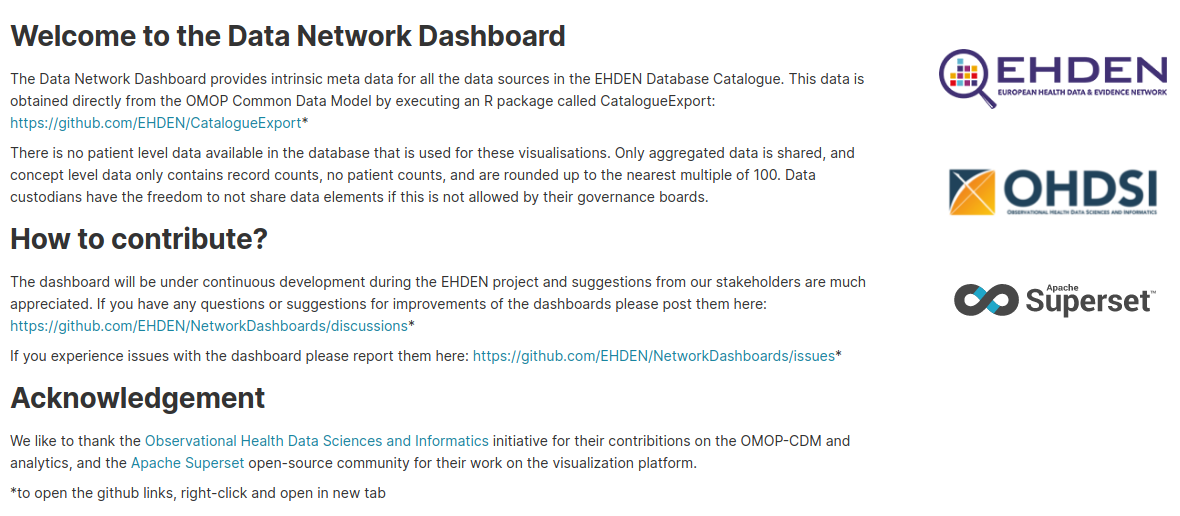 Welcome to the Data Network Dashboard
The Data Network Dashboard provides intrinsic meta data for all the data sources in the EHDEN Database Catalogue. This data is
obtained directly from the OMOP Common Data Model by executing an R package called CatalogueExport:
https://github.com/EHDEN/CatalogueExport*
There is no patient level data available in the database that is used for these visualisations. Only aggregated data is shared, and
concept level data only contains record counts, no patient counts, and are rounded up to the nearest multiple of 100. Data
custodians have the freedom to not share data elements if this is not allowed by their governance boards.
How to contribute?
The dashboard will be under continuous development during the EHDEN project and suggestions from our stakeholders are much
appreciated. If you have any questions or suggestions for improvements of the dashboards please post them here:
https://github.com/EHDEN/NetworkDashboards/discussions*
If you experience issues with the dashboard please report them here: https://github.com/EHDEN/NetworkDashboards/issues*
Acknowledgement
We like to thank the Observational Health Data Sciences and Informatics initiative for their contribitions on the OMOP-CDM and
analytics, and the Apache Superset open-source community for their work on the visualization platform.
*to open the github links, right-click and open in new tab
EHDEN
EUROPEAN HEALTH DATA & EVIDENCE NETWORK
OHDSI
OBSERVATIONAL HEALTH DATA SCIENCES AND INFORMATICS
Apache
Superset™